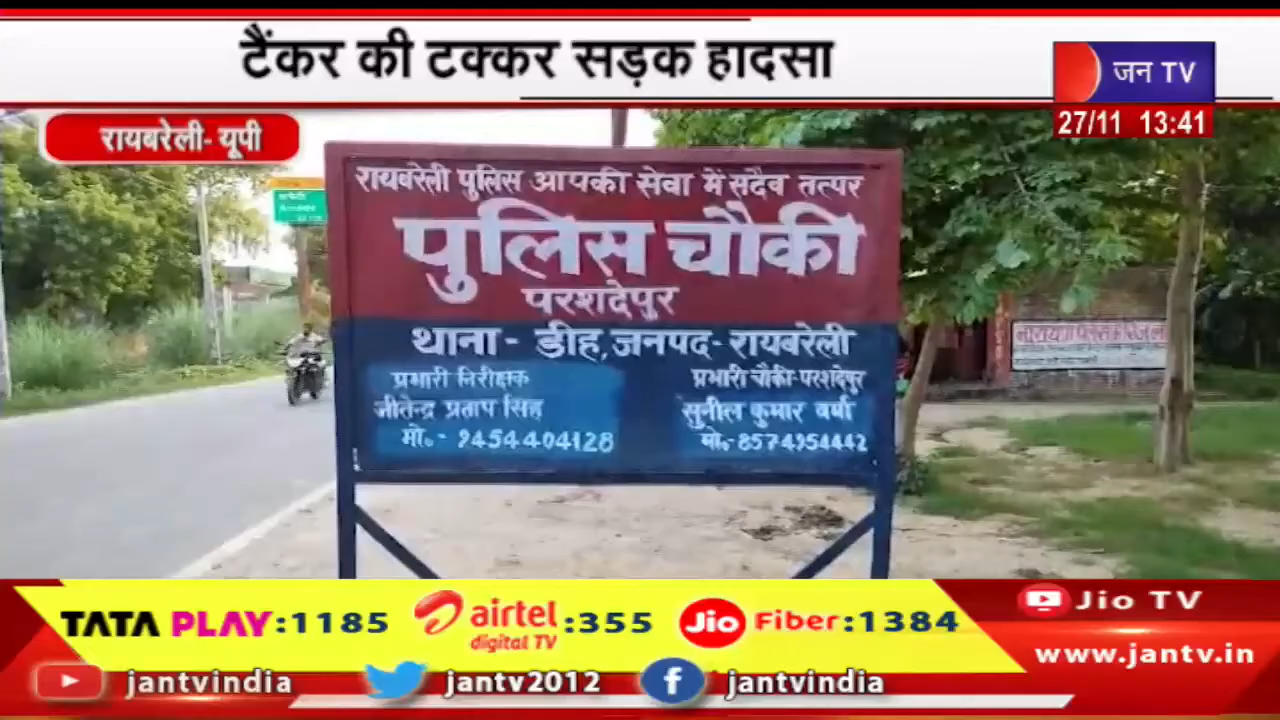 टैंकर की टक्कर सड़क हादसा
जन TV
27/11 13:41
रायबरेली-यूपी
रायबरेली पुलिस आपकी सेवा में सदैव तत्पर
पुलिस चौकी
परशदेपुर
थाना - डीह, जनपद - रायबरेली
प्रभारी निरीक्षक
जीतेन्द्र प्रताप सिंह
मो०- 9454404128
प्रभारी चौकी-परशदेपुर
सुनील कुमार वर्मा
मो०-8574954442
TATA PLAY:1185
airtel digital TV:355
Jio Fiber:1384
Jio TV
www.jantv.in
jantvindia
jantv2012
jantvindia